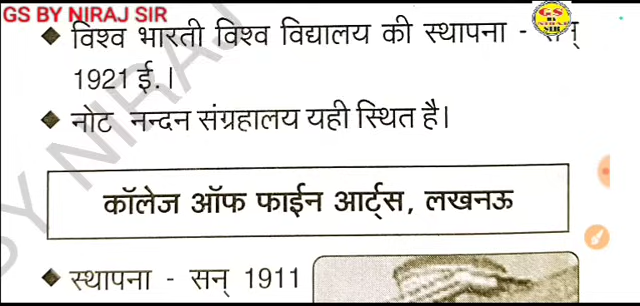 GS BY NIRAJ SIR
विश्व भारती विश्व विद्यालय की स्थापना - सन्
1921 ई.।
नोट नन्दन संग्रहालय यही स्थित है।
कॉलेज ऑफ फाईन आर्ट्स, लखनऊ
स्थापना - सन् 1911